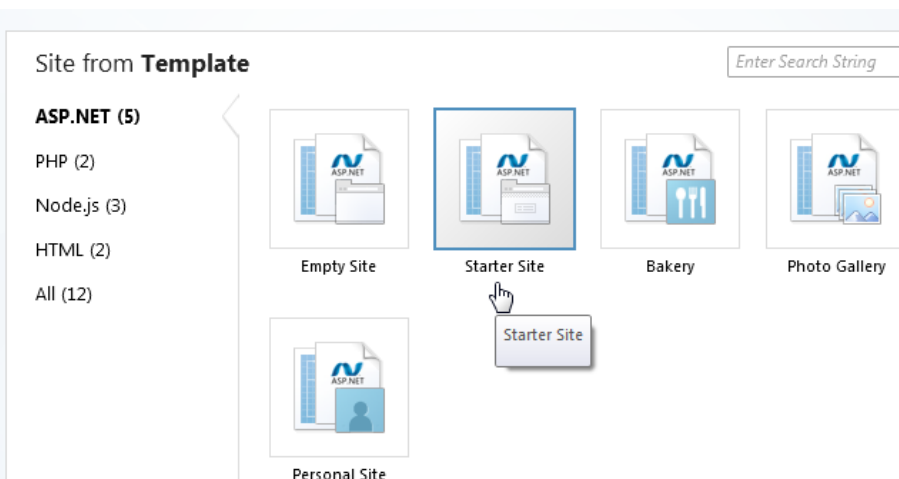 Site from Template
Enter Search String
ASP.NET (5)
PHP (2)
Node.js (3)
HTML (2)
All (12)
ASP.NET
ASP.NET
ASP.NET
ASP.NET
Empty Site
Starter Site
Bakery
Photo Gallery
Starter Site
ASP.NET
Personal Site